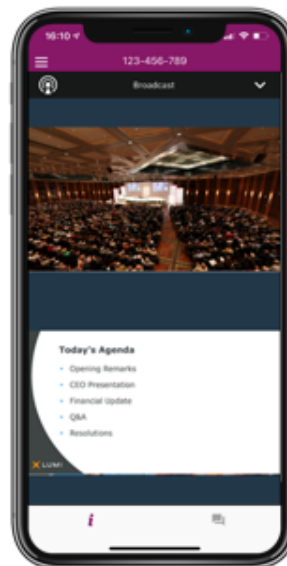 16:10
123-456-789
Broadcast
Today's Agenda
Opening Remarks
CEO Presentation
Financial Update
Q&A
Resolutions
LUMI
i